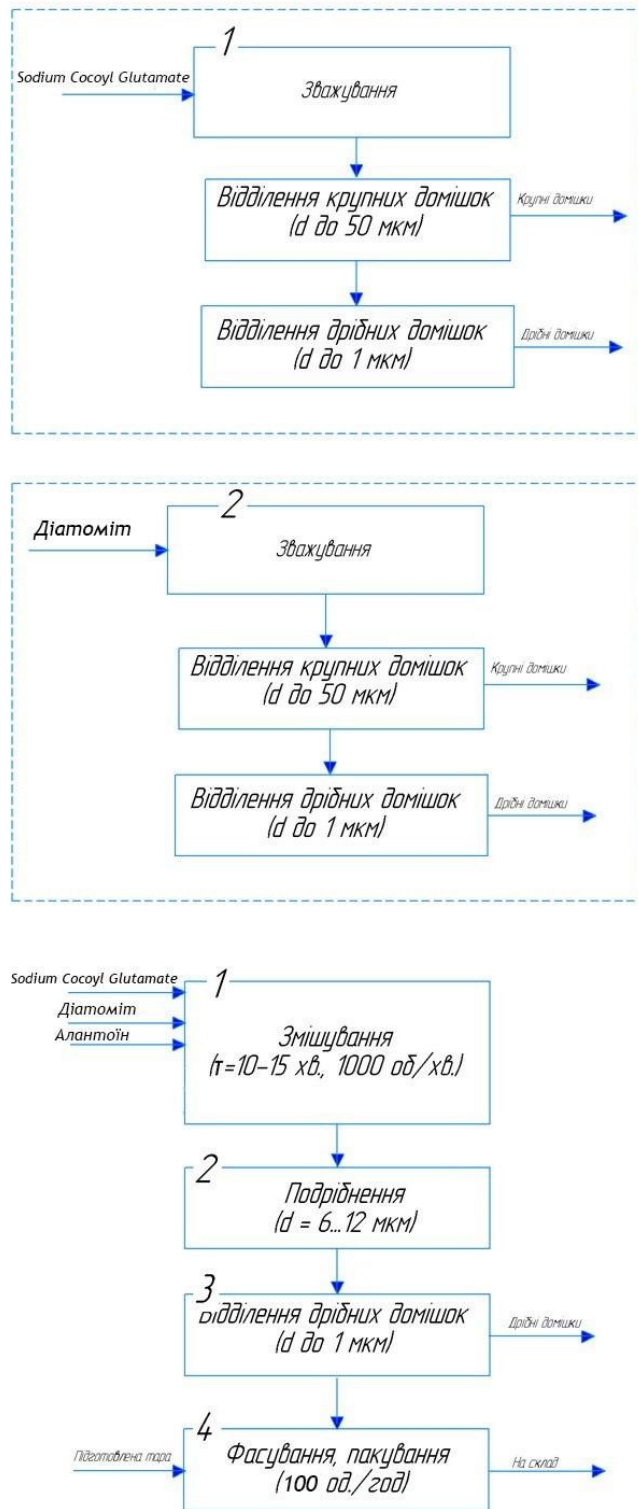 1
Sodium Cocoyl Glutamate
Зважування
Відділення крупних домішок
(d до 50 мкм)
Крупні домішки
Відділення дрібних домішок
(d до 1 мкм)
Дрібні домішки
2
Діатоміт
Зважування
Відділення крупних домішок
(d до 50 мкм)
Крупні домішки
Відділення дрібних домішок
(d до 1 мкм)
Дрібні домішки
Sodium Cocoyl Glutamate
1
Діатоміт
Алантоїн
Змішування
(τ=10-15 хв., 1000 об/хв.)
2
Подрібнення
(d = 6...12 мкм)
3
Відділення дрібних домішок
(d до 1 мкм)
Дрібні домішки
4
Підготовлена тара
Фасування, пакування
(100 од./год)
На склад